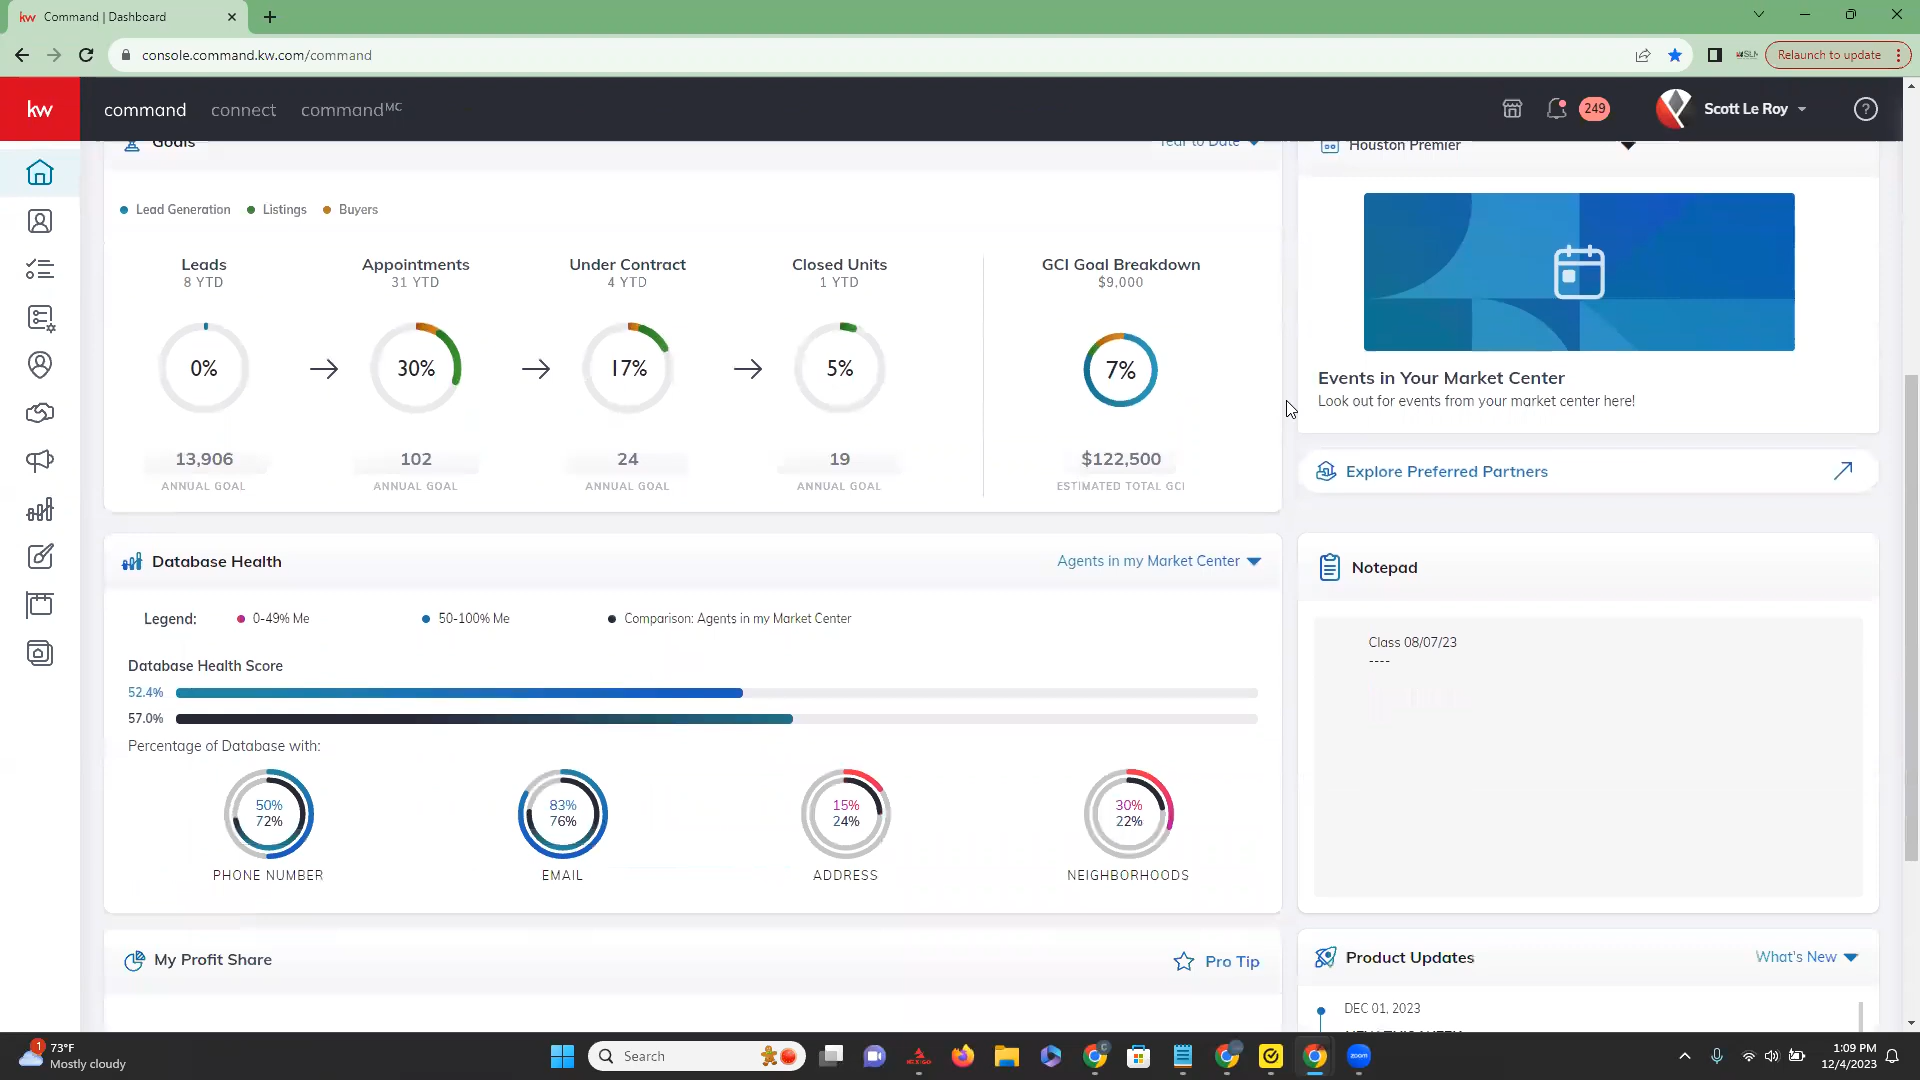 Command | Dashboard
console.command.kw.com/command
Relaunch to update
kw
command
connect
commandMC
249
Scott Le Roy
Goals
Year to Date
Houston Premier
Lead Generation
Listings
Buyers
Leads
8 YTD
0%
13,906
ANNUAL GOAL
Appointments
31 YTD
30%
102
ANNUAL GOAL
Under Contract
4 YTD
17%
24
ANNUAL GOAL
Closed Units
1 YTD
5%
19
ANNUAL GOAL
GCI Goal Breakdown
$9,000
7%
$122,500
ESTIMATED TOTAL GCI
Events in Your Market Center
Look out for events from your market center here!
Explore Preferred Partners
Database Health
Agents in my Market Center
Legend:
0-49% Me
50-100% Me
Comparison: Agents in my Market Center
Database Health Score
52.4%
57.0%
Percentage of Database with:
50%
72%
PHONE NUMBER
83%
76%
EMAIL
15%
24%
ADDRESS
30%
22%
NEIGHBORHOODS
Notepad
Class 08/07/23
----
My Profit Share
Pro Tip
Product Updates
What's New
DEC 01, 2023
1
73°F
Mostly cloudy
Search
zoom
1:09 PM
12/4/2023